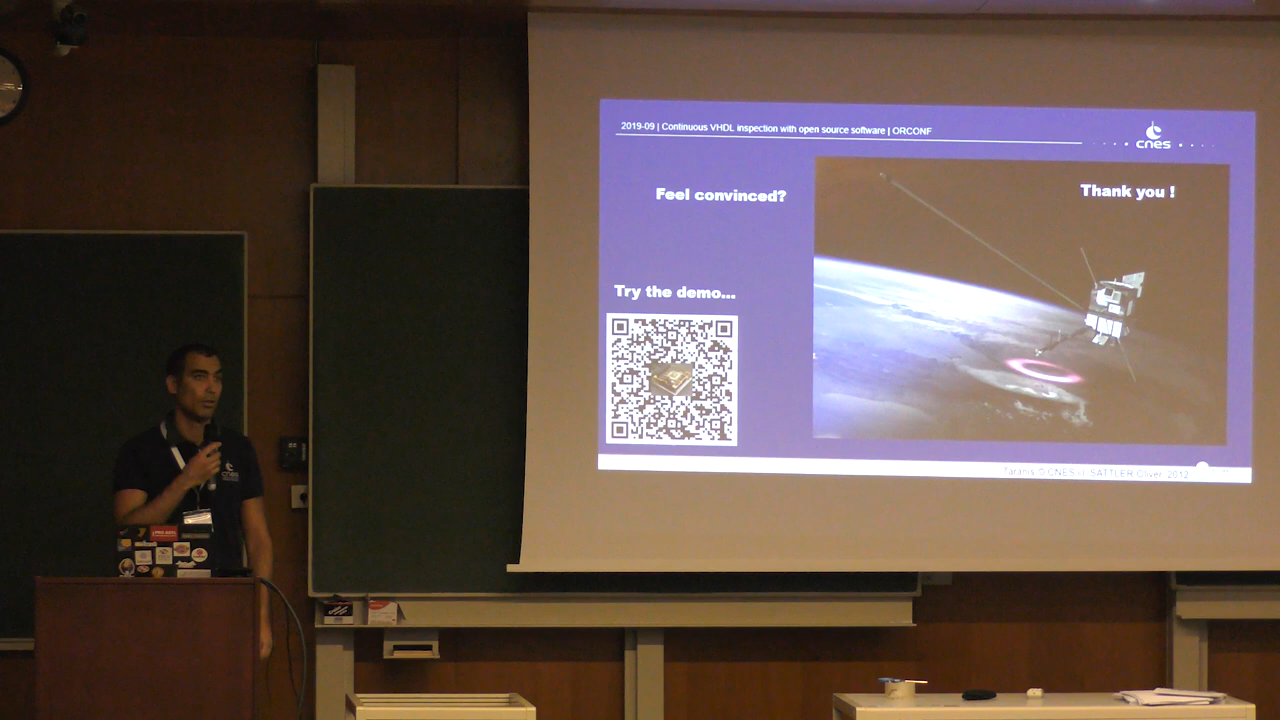 2019-09 | Continuous VHDL inspection with open source software | ORCONF
cnes
Feel convinced?
Thank you !
Try the demo...
Taranis © CNES SATTLER Oliver, 2012
cnes